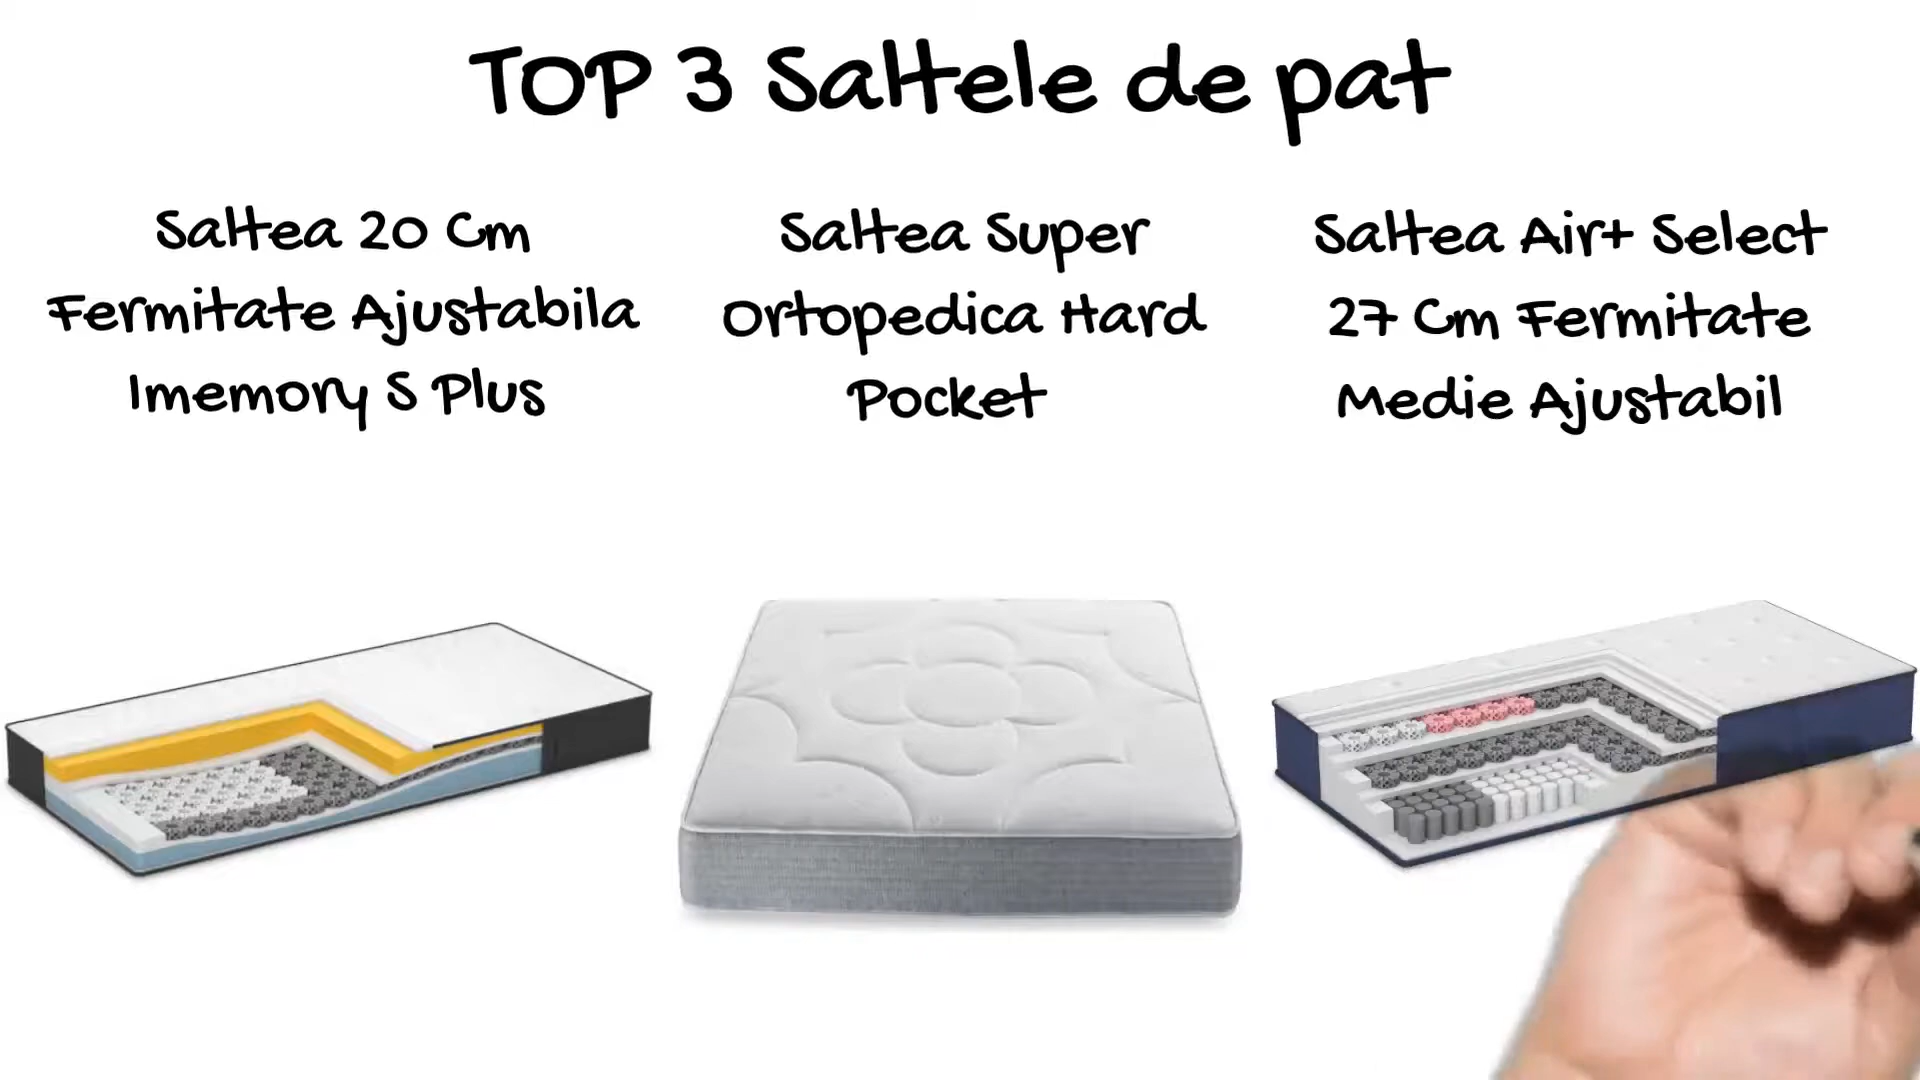 TOP 3 Saltele de pat
Saltea 20 Cm
Fermitate Ajustabila
Imemory S Plus
Saltea Super
Ortopedica Hard
Pocket
Saltea Air+ Select
27 Cm Fermitate
Medie Ajustabil